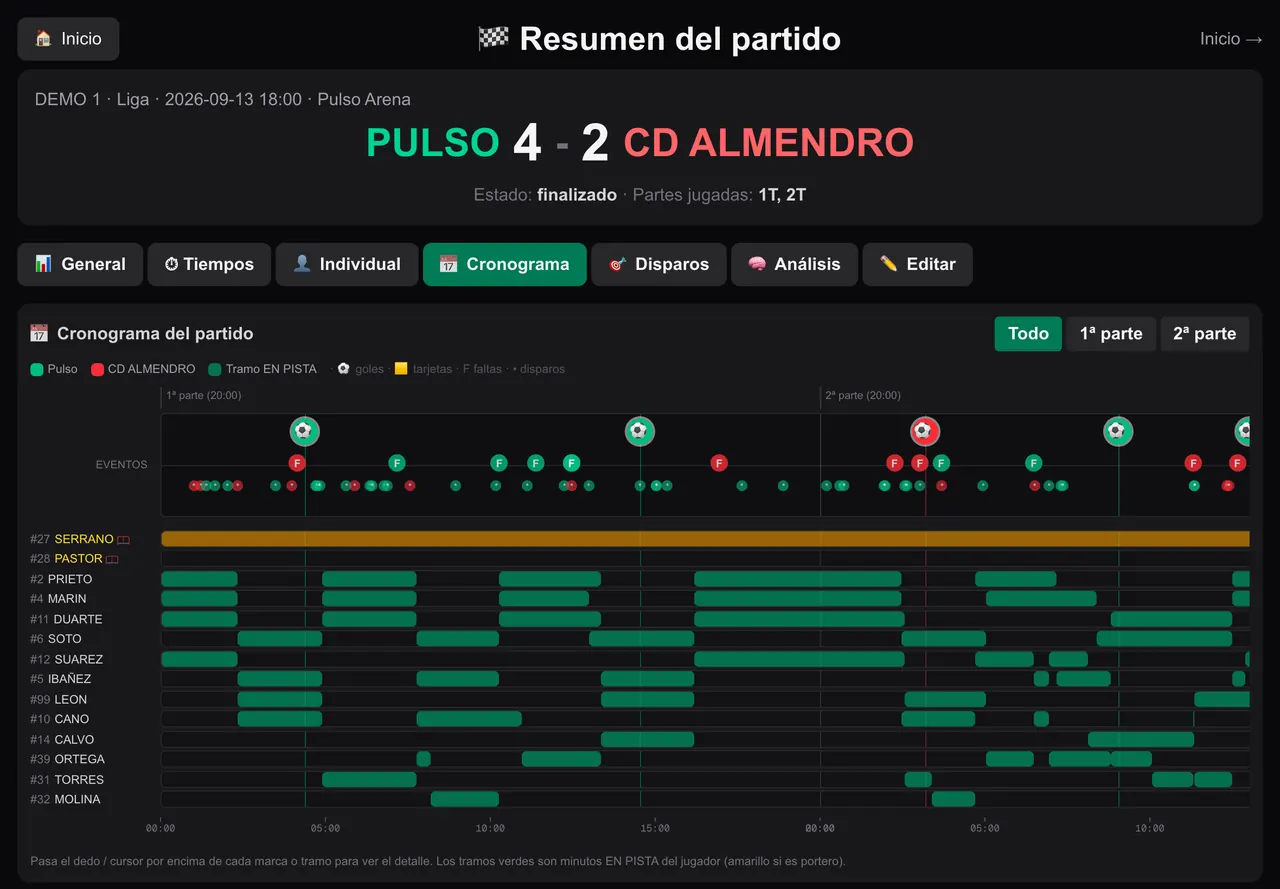 Inicio
Resumen del partido
Inicio →
DEMO 1 · Liga · 2026-09-13 18:00 · Pulso Arena
PULSO 4 - 2 CD ALMENDRO
Estado: finalizado · Partes jugadas: 1T, 2T
General
Tiempos
Individual
Cronograma
Disparos
Análisis
Editar
Cronograma del partido
Todo
1ª parte
2ª parte
Pulso
CD ALMENDRO
Tramo EN PISTA
· goles · tarjetas · F faltas · • disparos
1ª parte (20:00)
2ª parte (20:00)
EVENTOS
F F F F F F F F F F F F
#27 SERRANO
#28 PASTOR
#2 PRIETO
#4 MARIN
#11 DUARTE
#6 SOTO
#12 SUAREZ
#5 IBAÑEZ
#99 LEON
#10 CANO
#14 CALVO
#39 ORTEGA
#31 TORRES
#32 MOLINA
00:00 05:00 10:00 15:00 00:00 05:00 10:00
Pasa el dedo / cursor por encima de cada marca o tramo para ver el detalle. Los tramos verdes son minutos EN PISTA del jugador (amarillo si es portero).